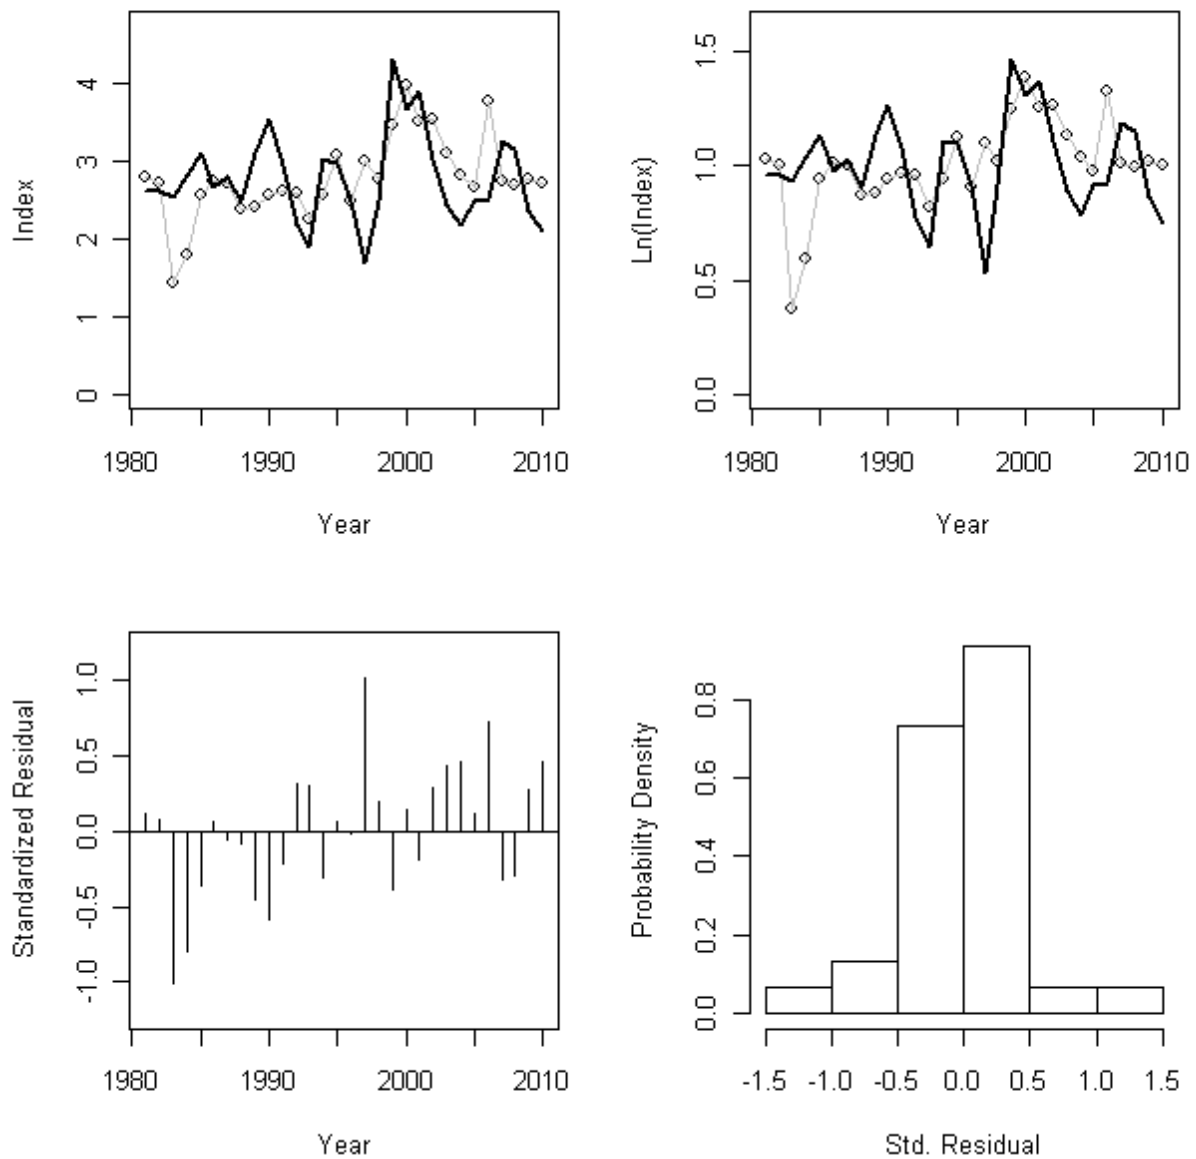 Index
4
3
2
1
0
1980 1990 2000 2010
Year
Ln(Index)
1.5
1.0
0.5
0.0
1980 1990 2000 2010
Year
Standardized Residual
1.0
0.5
0.0
-0.5
-1.0
1980 1990 2000 2010
Year
Probability Density
0.8
0.6
0.4
0.2
0.0
-1.5 -1.0 -0.5 0.0 0.5 1.0 1.5
Std. Residual